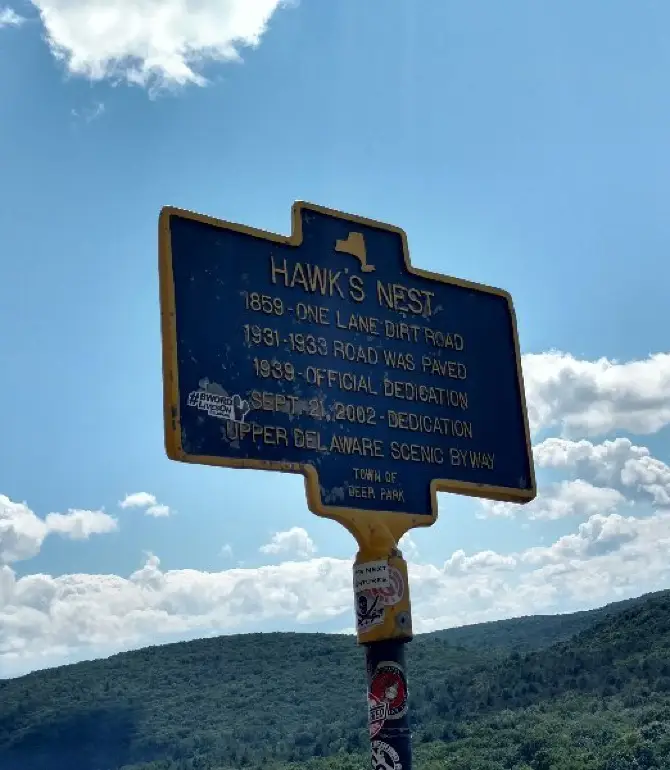 HAWK'S NEST
1859-ONE LANE DIRT ROAD
1931-1933 ROAD WAS PAVED
1939-OFFICIAL DEDICATION
SEPT. 21, 2002-DEDICATION
UPPER DELAWARE SCENIC BYWAY
TOWN OF
DEER PARK
NEST